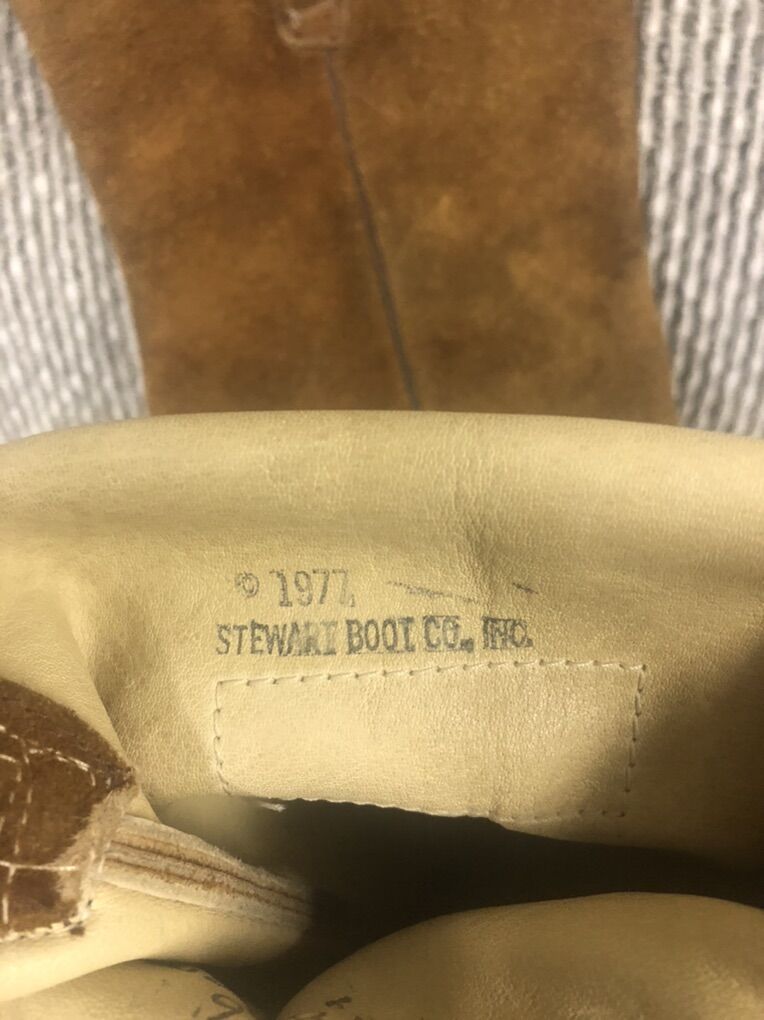 © 1977
STEWART BOOT CO., INC.